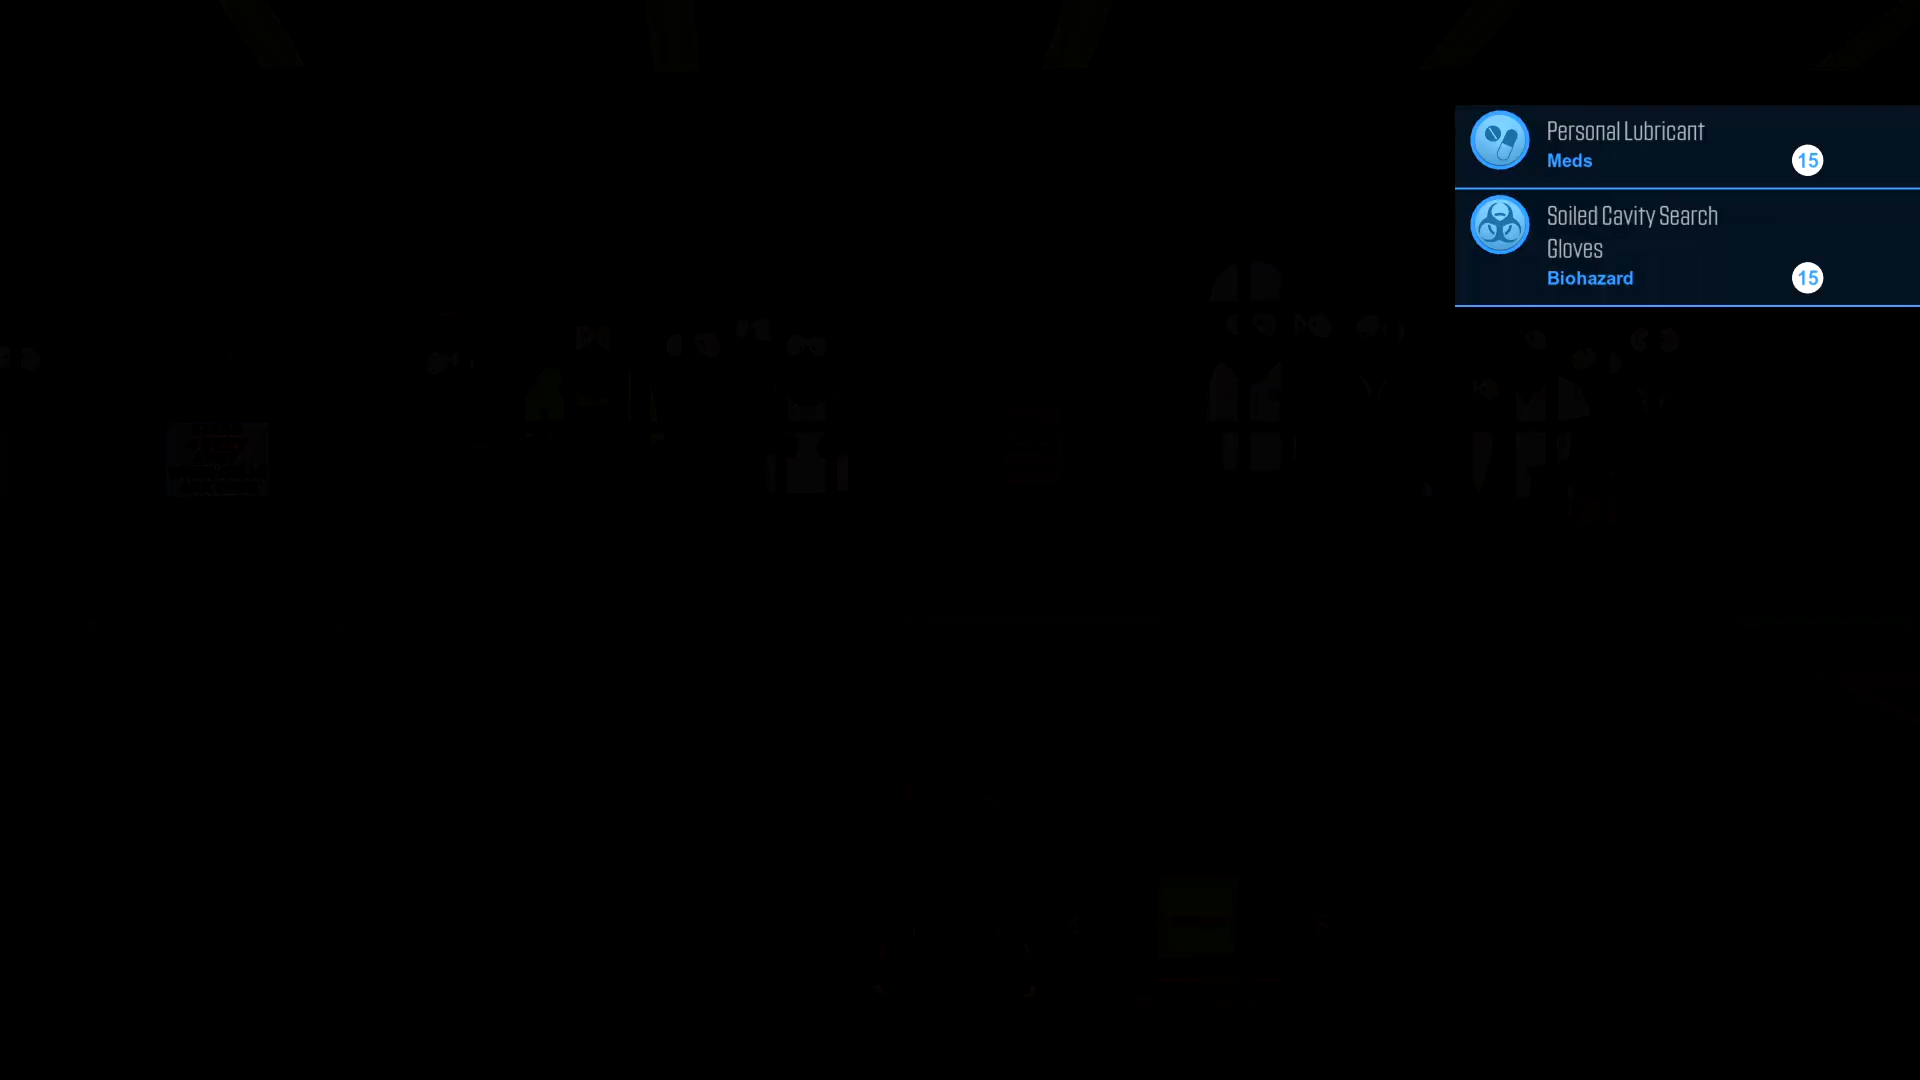 Personal Lubricant
Meds
15
Soiled Cavity Search
Gloves
Biohazard
15